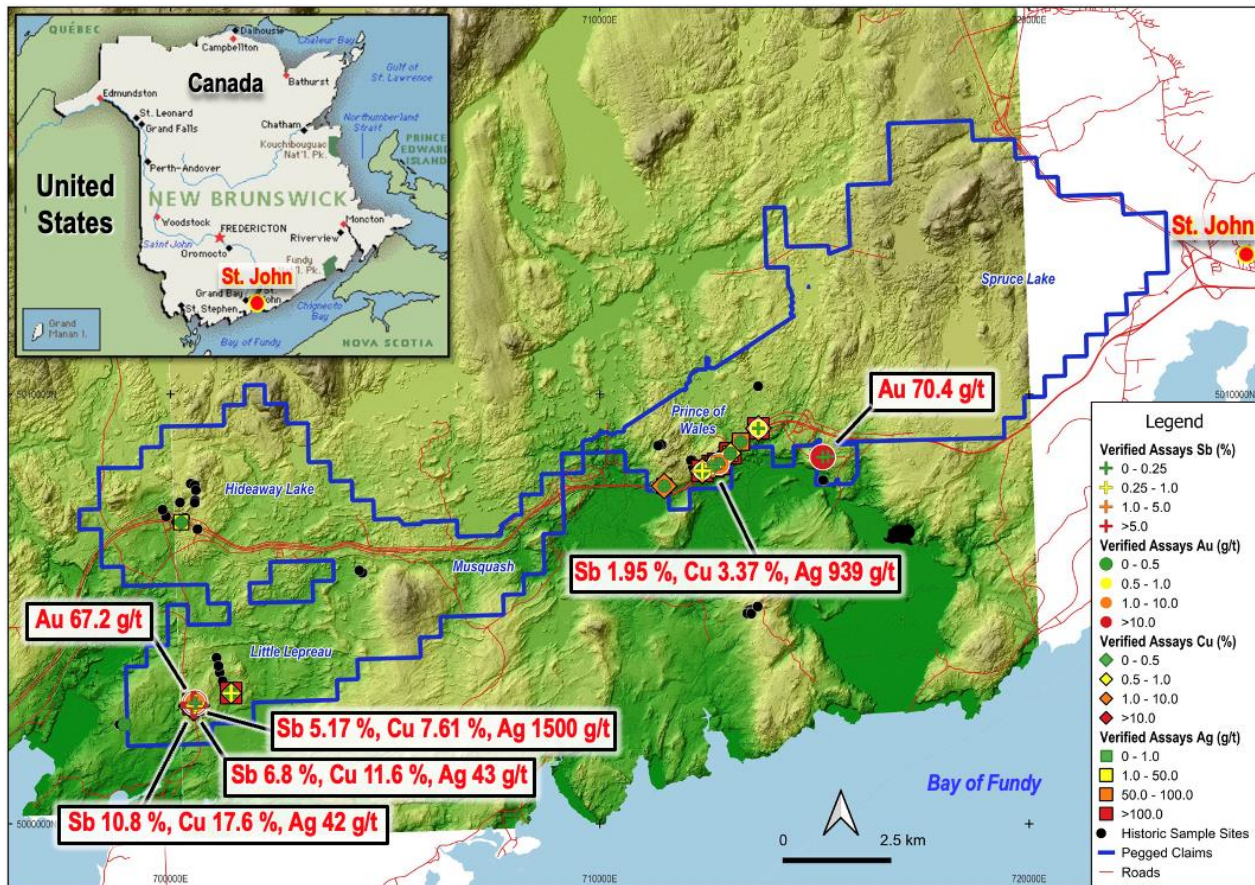 QUÉBEC
Dalhousie
Campbellton
Chaleur Bay
Canada
Bathurst
Gulf of
St. Lawrence
Edmundston
St. Leonard
Grand Falls
Chatham
Northumberland
Strait
Kouchibouguac
Nat'l. Pk.
PRINCE
EDWARD
ISLAND
Perth-Andover
United
States
NEW BRUNSWICK
Woodstock
FREDERICTON
Moncton
Riverview
Saint John
Oromocto
Fundy
Nat'l. Pk.
St. John
Grand Bay
St. Stephen
Chignecto
Bay
Grand
Manan I.
Bay of Fundy
NOVA SCOTIA
710000E
720000E
St. John
Spruce Lake
5010000N
Au 70.4 g/t
Prince of
Wales
Hideaway Lake
Musquash
Sb 1.95 %, Cu 3.37 %, Ag 939 g/t
Au 67.2 g/t
Little Lepreau
Sb 5.17 %, Cu 7.61 %, Ag 1500 g/t
Sb 6.8 %, Cu 11.6 %, Ag 43 g/t
Sb 10.8 %, Cu 17.6 %, Ag 42 g/t
Bay of Fundy
0 2.5 km
5000000N
700000E
710000E
720000E
Legend
Verified Assays Sb (%)
0 - 0.25
0.25 - 1.0
1.0 - 5.0
>5.0
Verified Assays Au (g/t)
0 - 0.5
0.5 - 1.0
1.0 - 10.0
>10.0
Verified Assays Cu (%)
0 - 0.5
0.5 - 1.0
1.0 - 10.0
>10.0
Verified Assays Ag (g/t)
0 - 1.0
1.0 - 50.0
50.0 - 100.0
>100.0
Historic Sample Sites
Pegged Claims
Roads